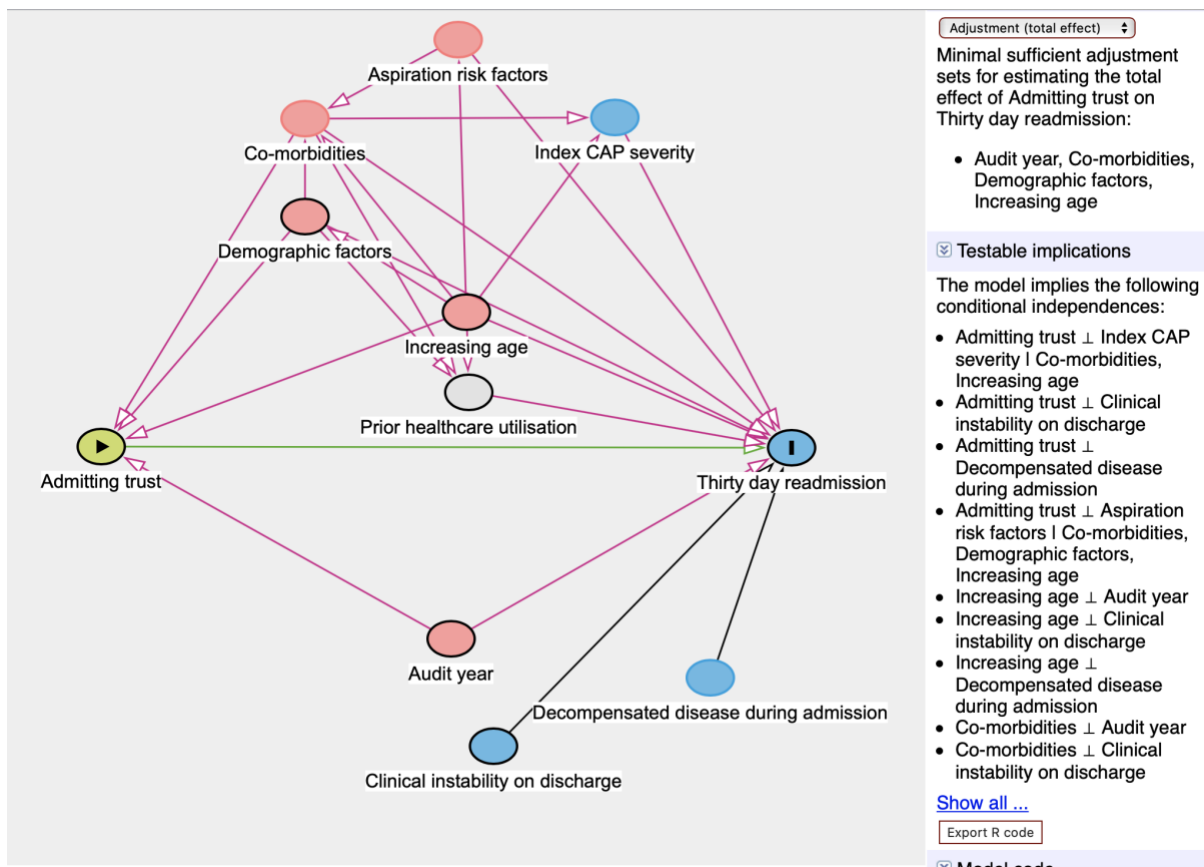 Aspiration risk factors
Co-morbidities
Index CAP severity
Demographic factors
Increasing age
Prior healthcare utilisation
Admitting trust
Thirty day readmission
Audit year
Decompensated disease during admission
Clinical instability on discharge
Adjustment (total effect)
Minimal sufficient adjustment
sets for estimating the total
effect of Admitting trust on
Thirty day readmission:
• Audit year, Co-morbidities,
Demographic factors,
Increasing age
Testable implications
The model implies the following
conditional independences:
• Admitting trust ⊥ Index CAP
severity | Co-morbidities,
Increasing age
• Admitting trust ⊥ Clinical
instability on discharge
• Admitting trust ⊥
Decompensated disease
during admission
• Admitting trust ⊥ Aspiration
risk factors | Co-morbidities,
Demographic factors,
Increasing age
• Increasing age ⊥ Audit year
• Increasing age ⊥ Clinical
instability on discharge
• Increasing age ⊥
Decompensated disease
during admission
• Co-morbidities ⊥ Audit year
• Co-morbidities ⊥ Clinical
instability on discharge
Show all ...
Export R code
Model code